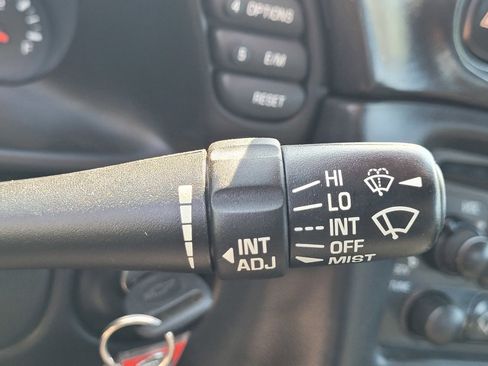 4 OPTIONS
5 E/M
RESET
HI
LO
INT
OFF
MIST
INT
ADJ